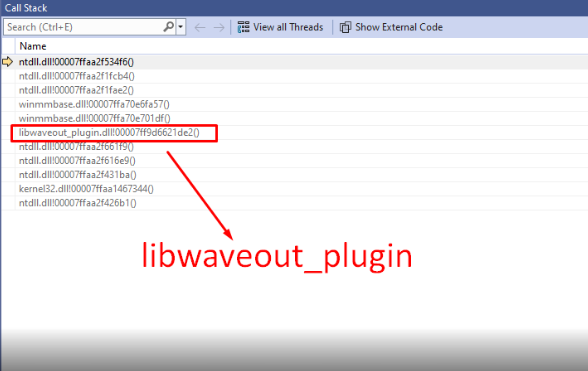 Call Stack
Search (Ctrl+E) View all Threads Show External Code
Name
ntdll.dll!00007ffaa2f534f6()
ntdll.dll!00007ffaa2f1fcb4()
ntdll.dll!00007ffaa2f1fae2()
winmmbase.dll!00007ffa70e6fa57()
winmmbase.dll!00007ffa70e701df()
libwaveout_plugin.dll!00007ff9d6621de2()
ntdll.dll!00007ffaa2f661f9()
ntdll.dll!00007ffaa2f616e9()
ntdll.dll!00007ffaa2f431ba()
kernel32.dll!00007ffaa1467344()
ntdll.dll!00007ffaa2f426b1()
libwaveout_plugin